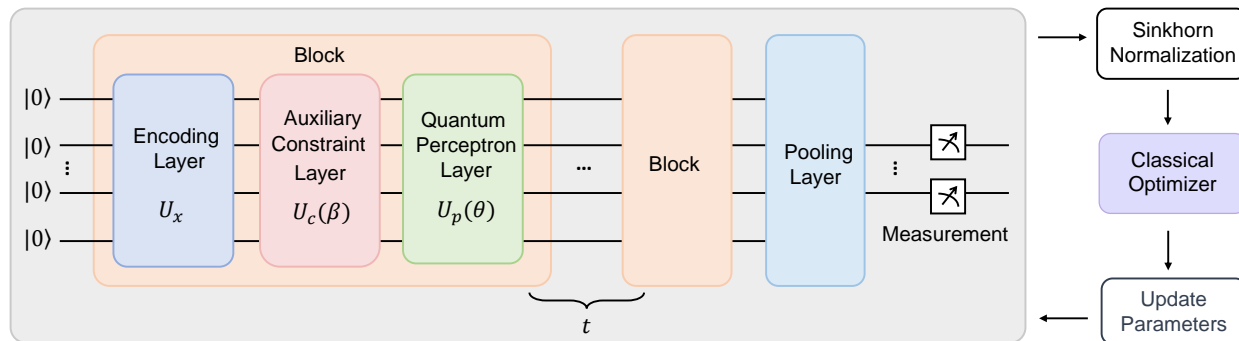 Block
|0⟩
|0⟩
⋮
|0⟩
|0⟩
Encoding
Layer
U_x
Auxiliary
Constraint
Layer
U_c(β)
Quantum
Perceptron
Layer
U_p(θ)
...
t
Block
Pooling
Layer
⋮
Measurement
Sinkhorn
Normalization
Classical
Optimizer
Update
Parameters